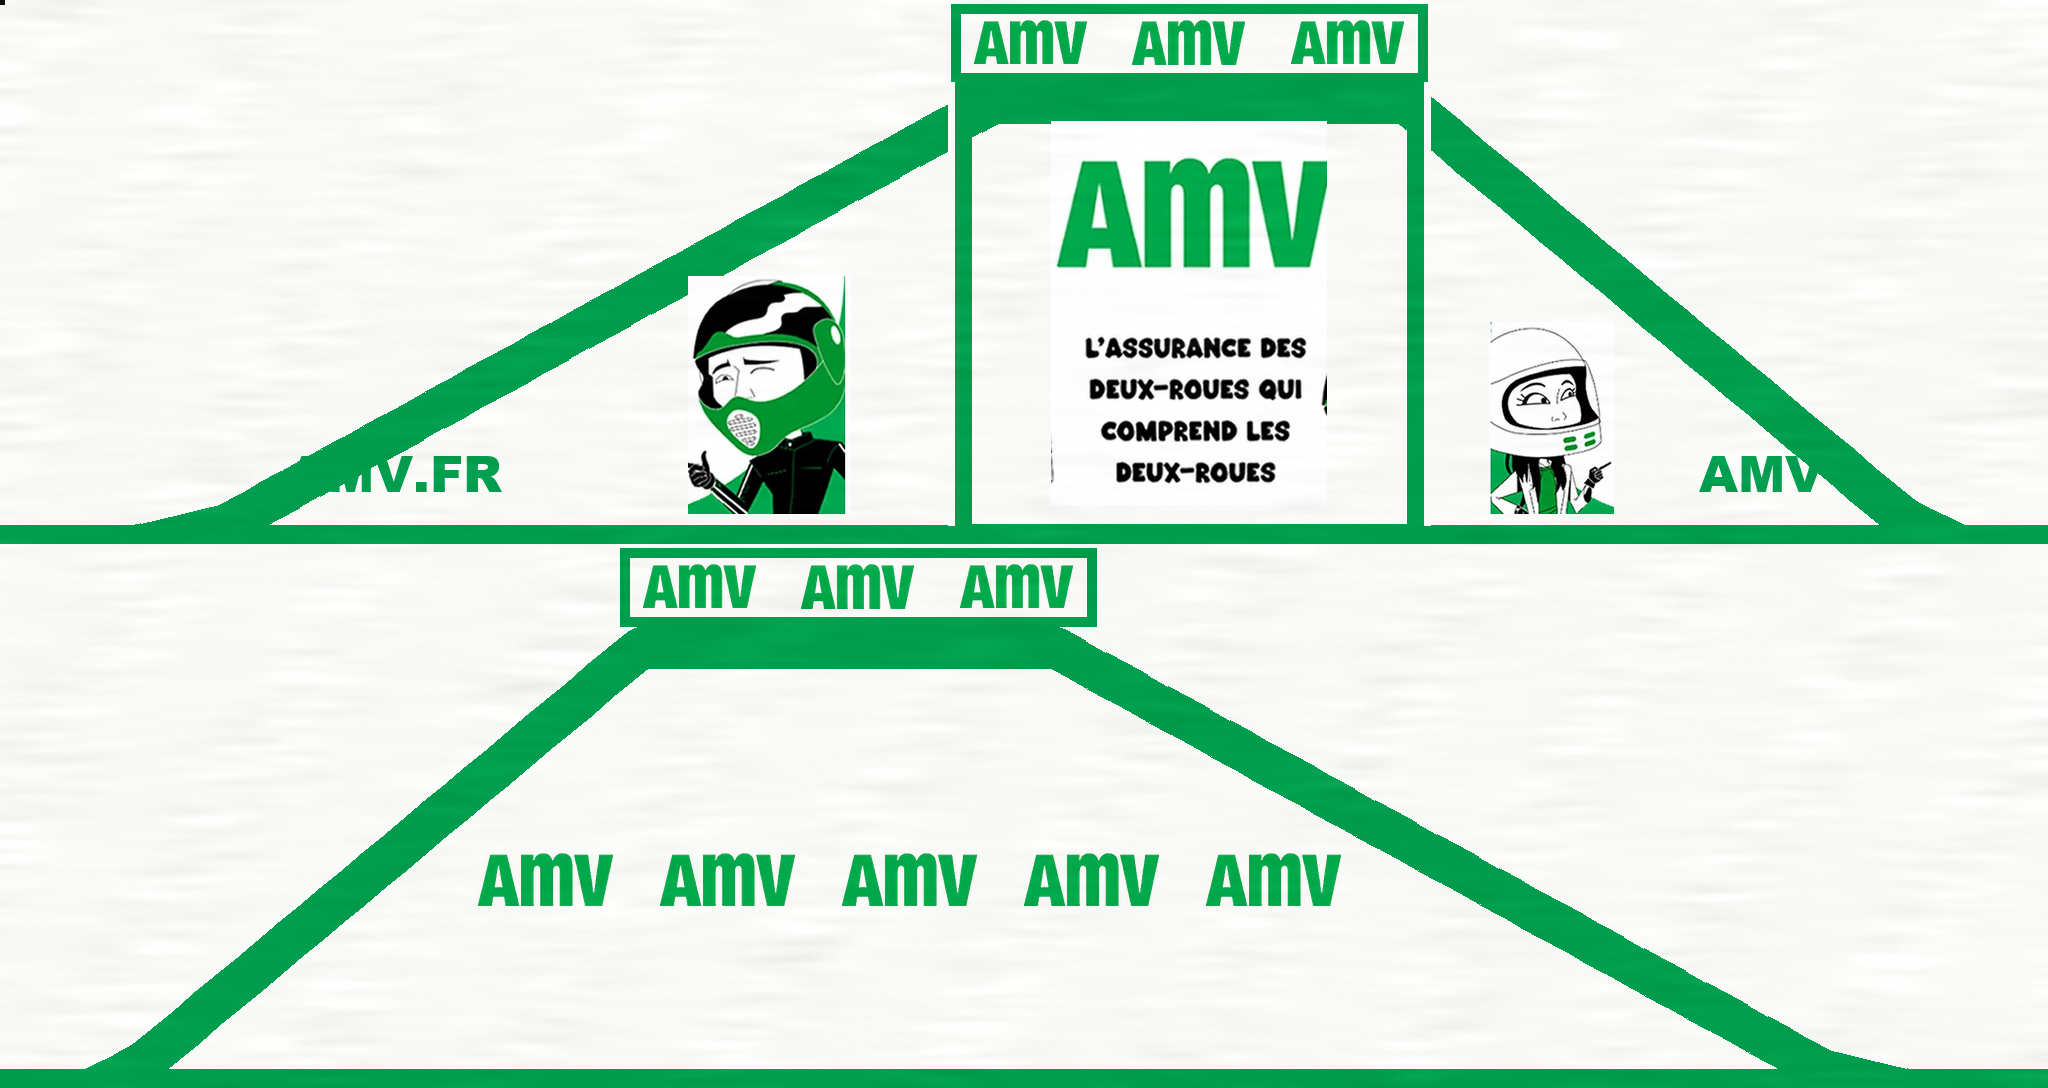 AMV AMV AMV
AMV
L'ASSURANCE DES
DEUX-ROUES QUI
COMPREND LES
DEUX-ROUES
AMV.FR
AMV
AMV AMV AMV
AMV AMV AMV AMV AMV